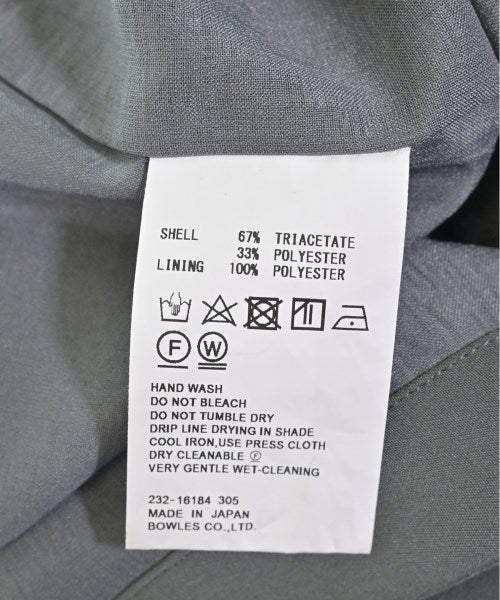 SHELL 67% TRIACETATE
33% POLYESTER
LINING 100% POLYESTER
F W
HAND WASH
DO NOT BLEACH
DO NOT TUMBLE DRY
DRIP LINE DRYING IN SHADE
COOL IRON,USE PRESS CLOTH
DRY CLEANABLE Ⓕ
VERY GENTLE WET-CLEANING
232-16184 305
MADE IN JAPAN
BOWLES CO.,LTD.